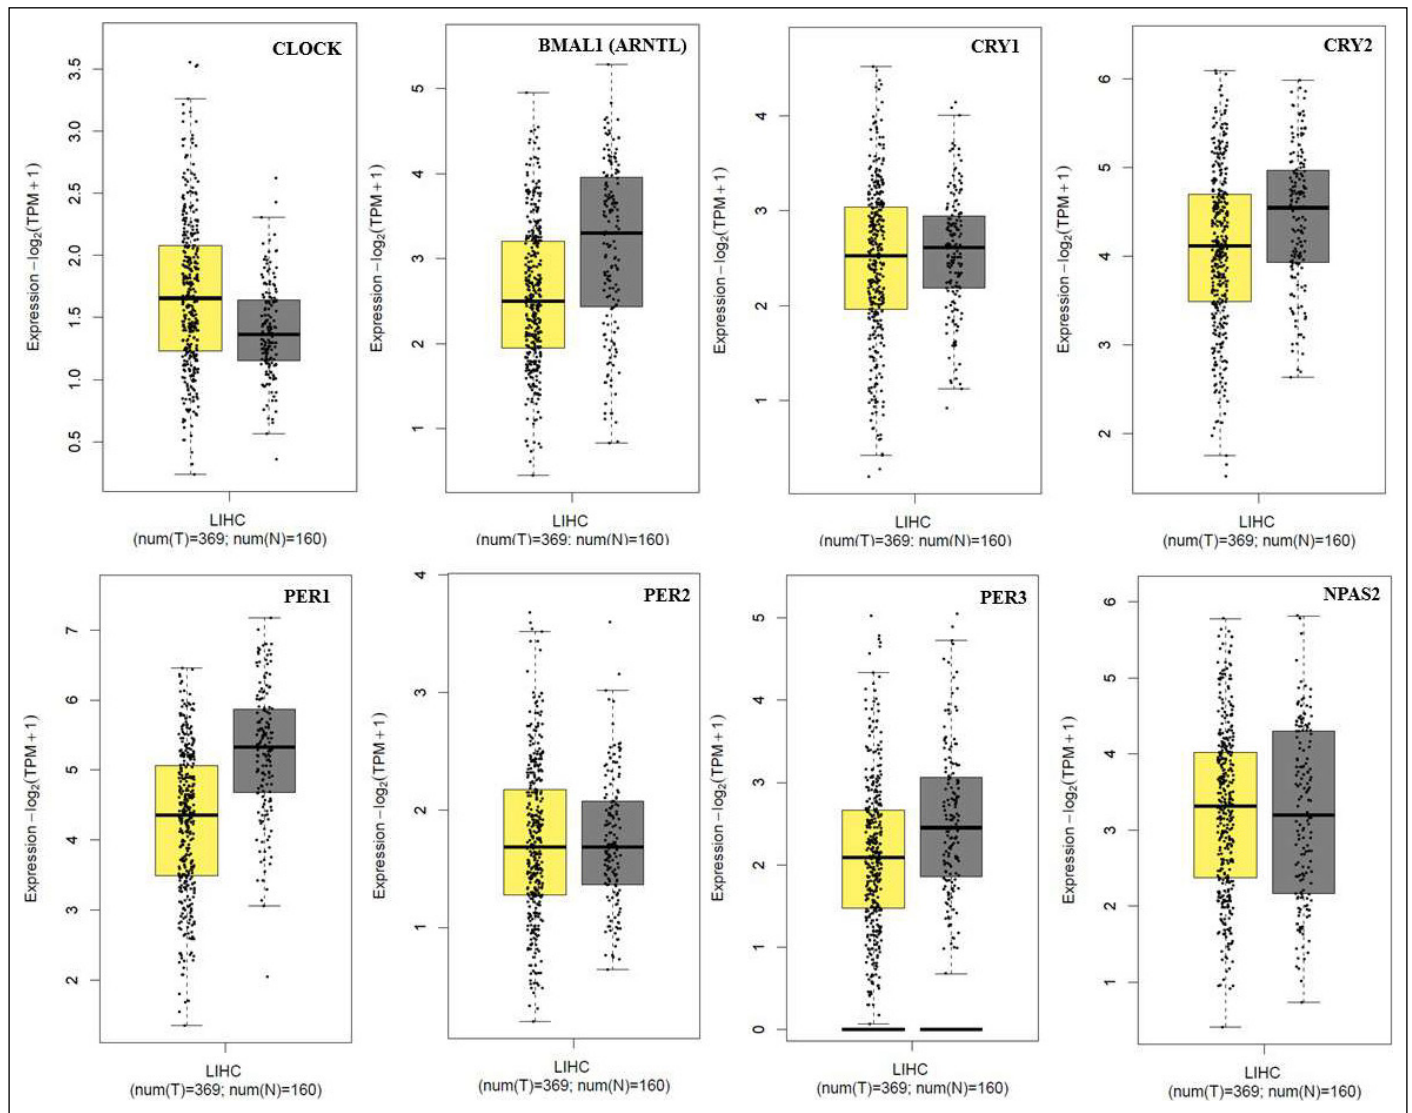 CLOCK
Expression − log2(TPM + 1)
3.5
3.0
2.5
2.0
1.5
1.0
0.5
LIHC
(num(T)=369; num(N)=160)
BMAL1 (ARNTL)
Expression − log2(TPM + 1)
5
4
3
2
1
LIHC
(num(T)=369; num(N)=160)
CRY1
Expression − log2(TPM + 1)
4
3
2
1
LIHC
(num(T)=369; num(N)=160)
CRY2
Expression − log2(TPM + 1)
6
5
4
3
2
LIHC
(num(T)=369; num(N)=160)
PER1
Expression − log2(TPM + 1)
7
6
5
4
3
2
LIHC
(num(T)=369; num(N)=160)
PER2
Expression − log2(TPM + 1)
4
3
2
1
LIHC
(num(T)=369; num(N)=160)
PER3
Expression − log2(TPM + 1)
5
4
3
2
1
0
LIHC
(num(T)=369; num(N)=160)
NPAS2
Expression − log2(TPM + 1)
6
5
4
3
2
1
LIHC
(num(T)=369; num(N)=160)